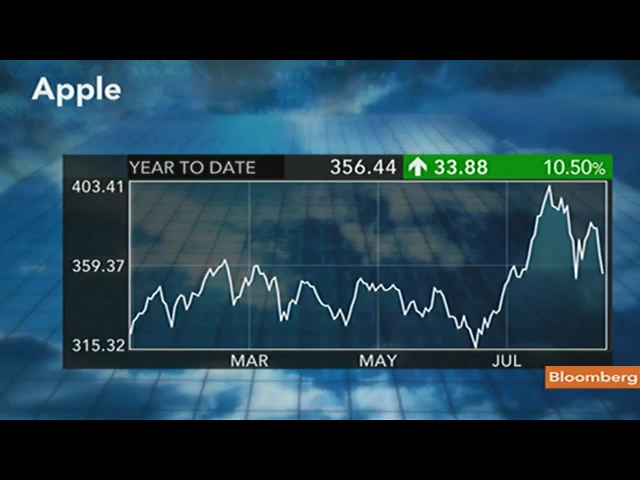 Apple
YEAR TO DATE 356.44 33.88 10.50%
403.41
359.37
315.32
MAR MAY JUL
Bloomberg